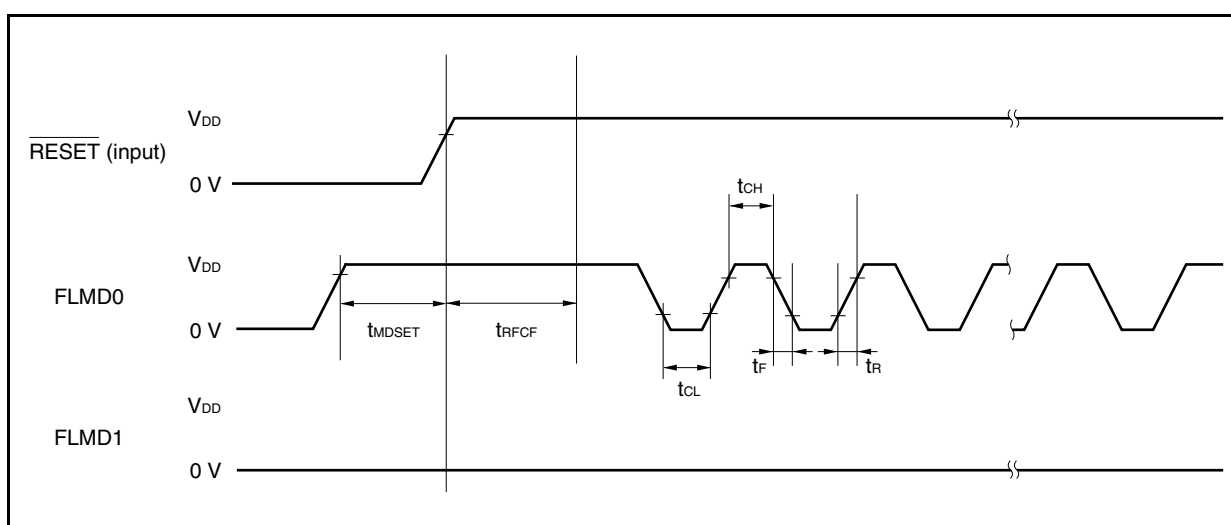 VDD
RESET (input)
0 V
tCH
VDD
FLMD0
tMDSET
tRFCF
0 V
tF
tR
tCL
VDD
FLMD1
0 V